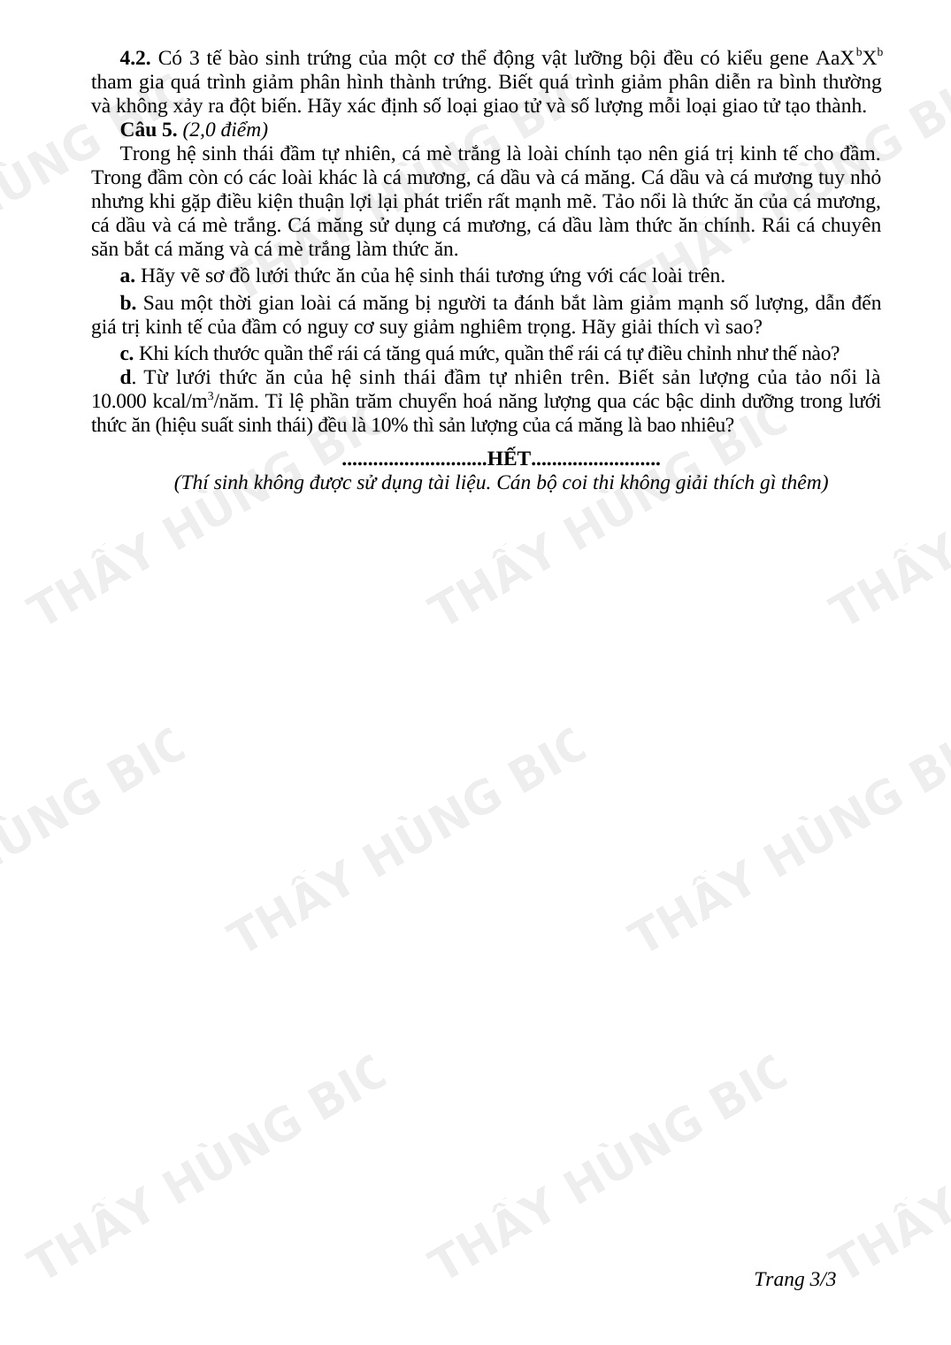 4.2. Có 3 tế bào sinh trứng của một cơ thể động vật lưỡng bội đều có kiểu gene AaXᵇXᵇ
tham gia quá trình giảm phân hình thành trứng. Biết quá trình giảm phân diễn ra bình thường
và không xảy ra đột biến. Hãy xác định số loại giao tử và số lượng mỗi loại giao tử tạo thành.
Câu 5. (2,0 điểm)
Trong hệ sinh thái đầm tự nhiên, cá mè trắng là loài chính tạo nên giá trị kinh tế cho đầm.
Trong đầm còn có các loài khác là cá mương, cá dầu và cá măng. Cá dầu và cá mương tuy nhỏ
nhưng khi gặp điều kiện thuận lợi lại phát triển rất mạnh mẽ. Tảo nổi là thức ăn của cá mương,
cá dầu và cá mè trắng. Cá măng sử dụng cá mương, cá dầu làm thức ăn chính. Rái cá chuyên
săn bắt cá măng và cá mè trắng làm thức ăn.
a. Hãy vẽ sơ đồ lưới thức ăn của hệ sinh thái tương ứng với các loài trên.
b. Sau một thời gian loài cá măng bị người ta đánh bắt làm giảm mạnh số lượng, dẫn đến
giá trị kinh tế của đầm có nguy cơ suy giảm nghiêm trọng. Hãy giải thích vì sao?
c. Khi kích thước quần thể rái cá tăng quá mức, quần thể rái cá tự điều chỉnh như thế nào?
d. Từ lưới thức ăn của hệ sinh thái đầm tự nhiên trên. Biết sản lượng của tảo nổi là
10.000 kcal/m³/năm. Tỉ lệ phần trăm chuyển hoá năng lượng qua các bậc dinh dưỡng trong lưới
thức ăn (hiệu suất sinh thái) đều là 10% thì sản lượng của cá măng là bao nhiêu?
............................HẾT.........................
(Thí sinh không được sử dụng tài liệu. Cán bộ coi thi không giải thích gì thêm)
THẦY HÙNG BIC
Trang 3/3